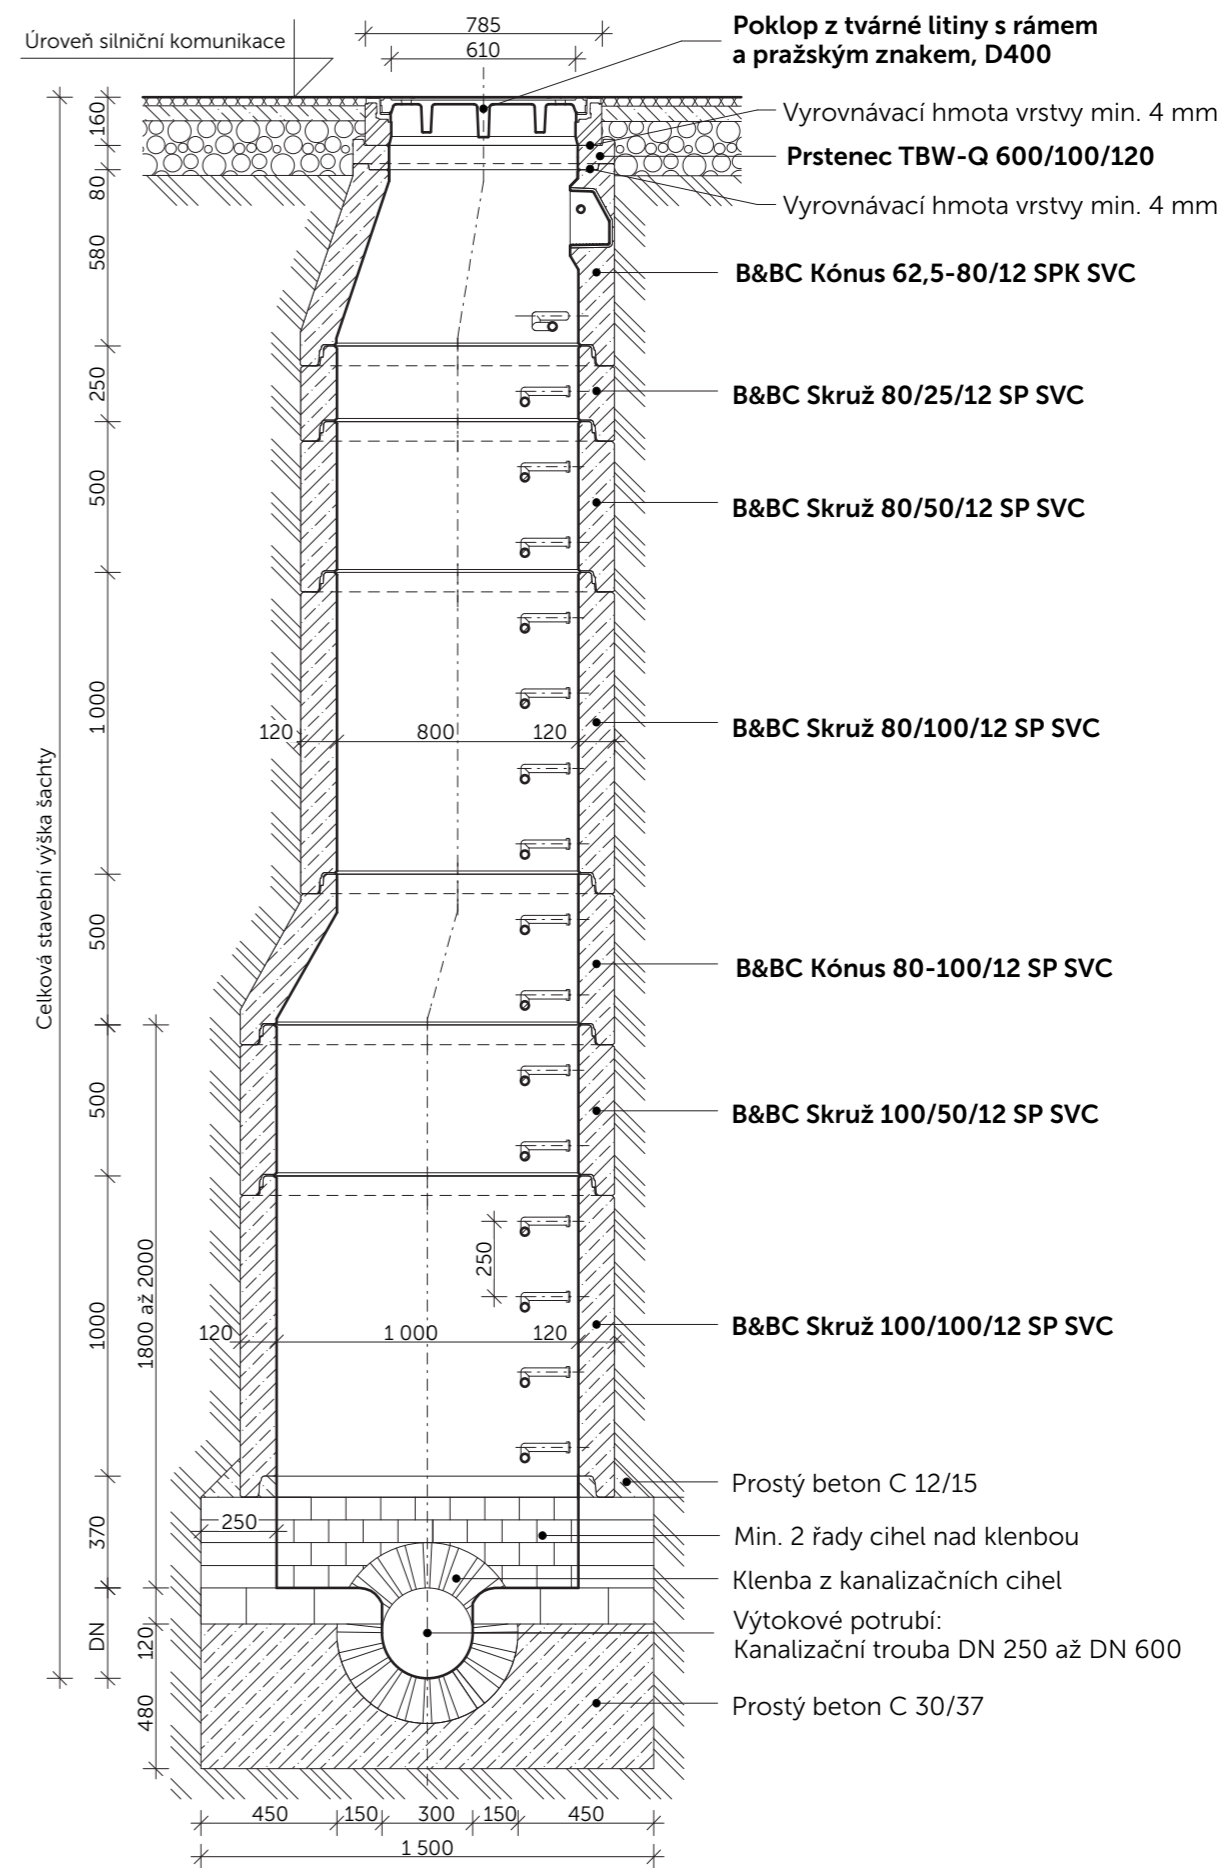 785
610
Úroveň silniční komunikace
Poklop z tvárné litiny s rámem
a pražským znakem, D400
Vyrovnávací hmota vrstvy min. 4 mm
Prstenec TBW-Q 600/100/120
Vyrovnávací hmota vrstvy min. 4 mm
B&BC Kónus 62,5-80/12 SPK SVC
B&BC Skruž 80/25/12 SP SVC
B&BC Skruž 80/50/12 SP SVC
B&BC Skruž 80/100/12 SP SVC
B&BC Kónus 80-100/12 SP SVC
B&BC Skruž 100/50/12 SP SVC
B&BC Skruž 100/100/12 SP SVC
Prostý beton C 12/15
Min. 2 řady cihel nad klenbou
Klenba z kanalizačních cihel
Výtokové potrubí:
Kanalizační trouba DN 250 až DN 600
Prostý beton C 30/37
Celková stavební výška šachty
160
80
580
250
500
1 000
500
500
1000
370
DN
1800 až 2000
120
480
120
800
120
250
120
1 000
120
250
450
150
300
150
450
1 500